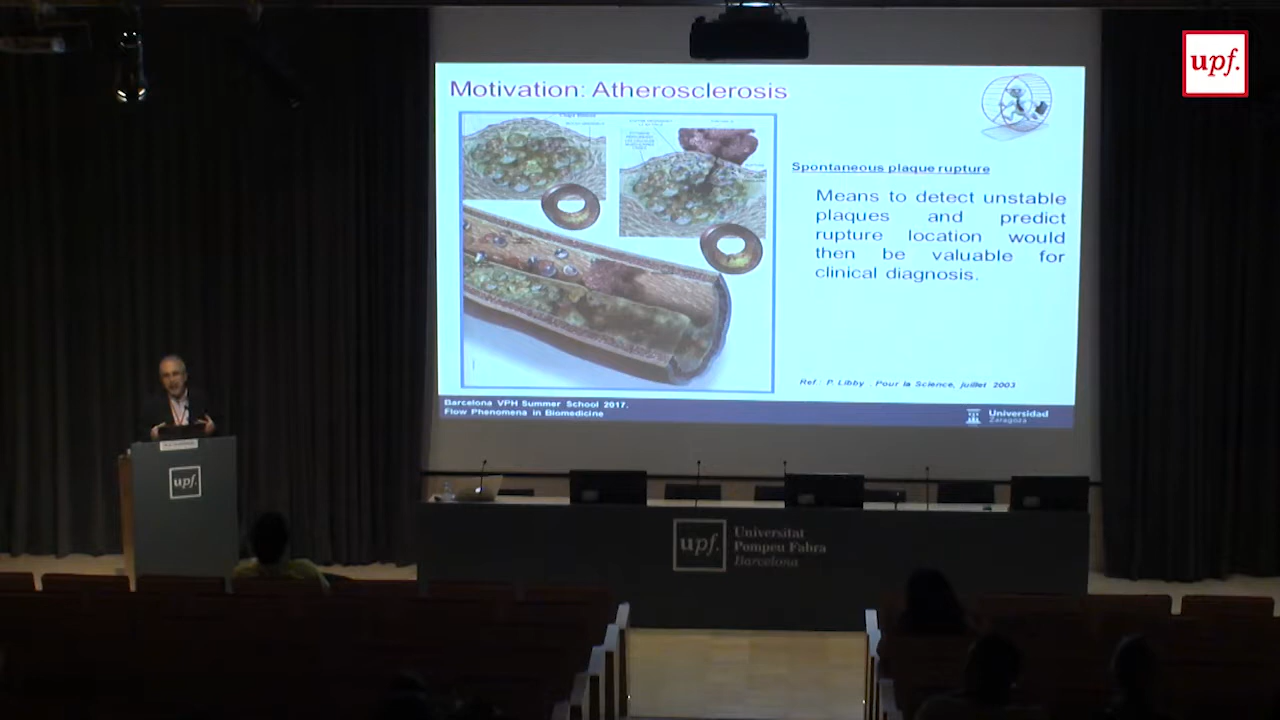 upf.
Motivation: Atherosclerosis
Spontaneous plaque rupture
Means to detect unstable
plaques and predict
rupture location would
then be valuable for
clinical diagnosis.
Ref : P. Libby , Pour la Science, juillet 2003
Barcelona VPH Summer School 2017.
Flow Phenomena in Biomedicine
Universidad
Zaragoza
upf.
upf.
Universitat
Pompeu Fabra
Barcelona